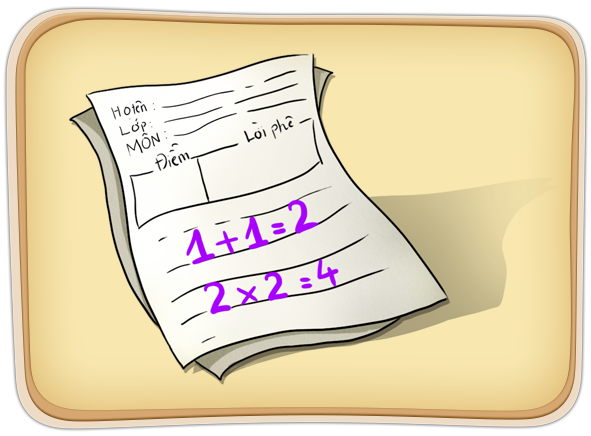 Họ tên:
Lớp:
MÔN:
Điểm
Lời phê
1+1=2
2×2=4